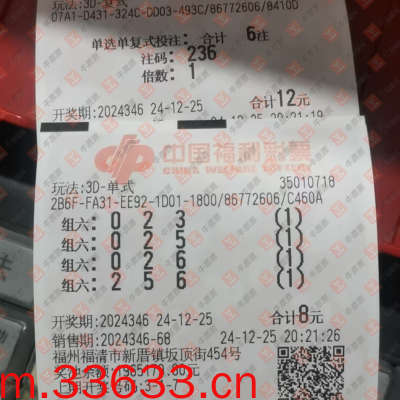 玩法:3D-复式
07A1-D431-324C-DD03-493C/86772606/8410D
单选单复式投注: 合计 6注
注码: 236
倍数: 1
开奖期:2024346 24-12-25 合计12元
中国福利彩票
玩法:3D-单式 35010718
2B6F-FA31-EE92-1D01-1800/86772606/C460A
组六: 0 2 3 (1)
组六: 0 2 5 (1)
组六: 0 2 6 (1)
组六: 2 5 6 (1)
合计8元
开奖期:2024346 24-12-25
销售期:2024346-68 24-12-25 20:21:26
福州福清市新厝镇坂顶街454号
m.33633.cn